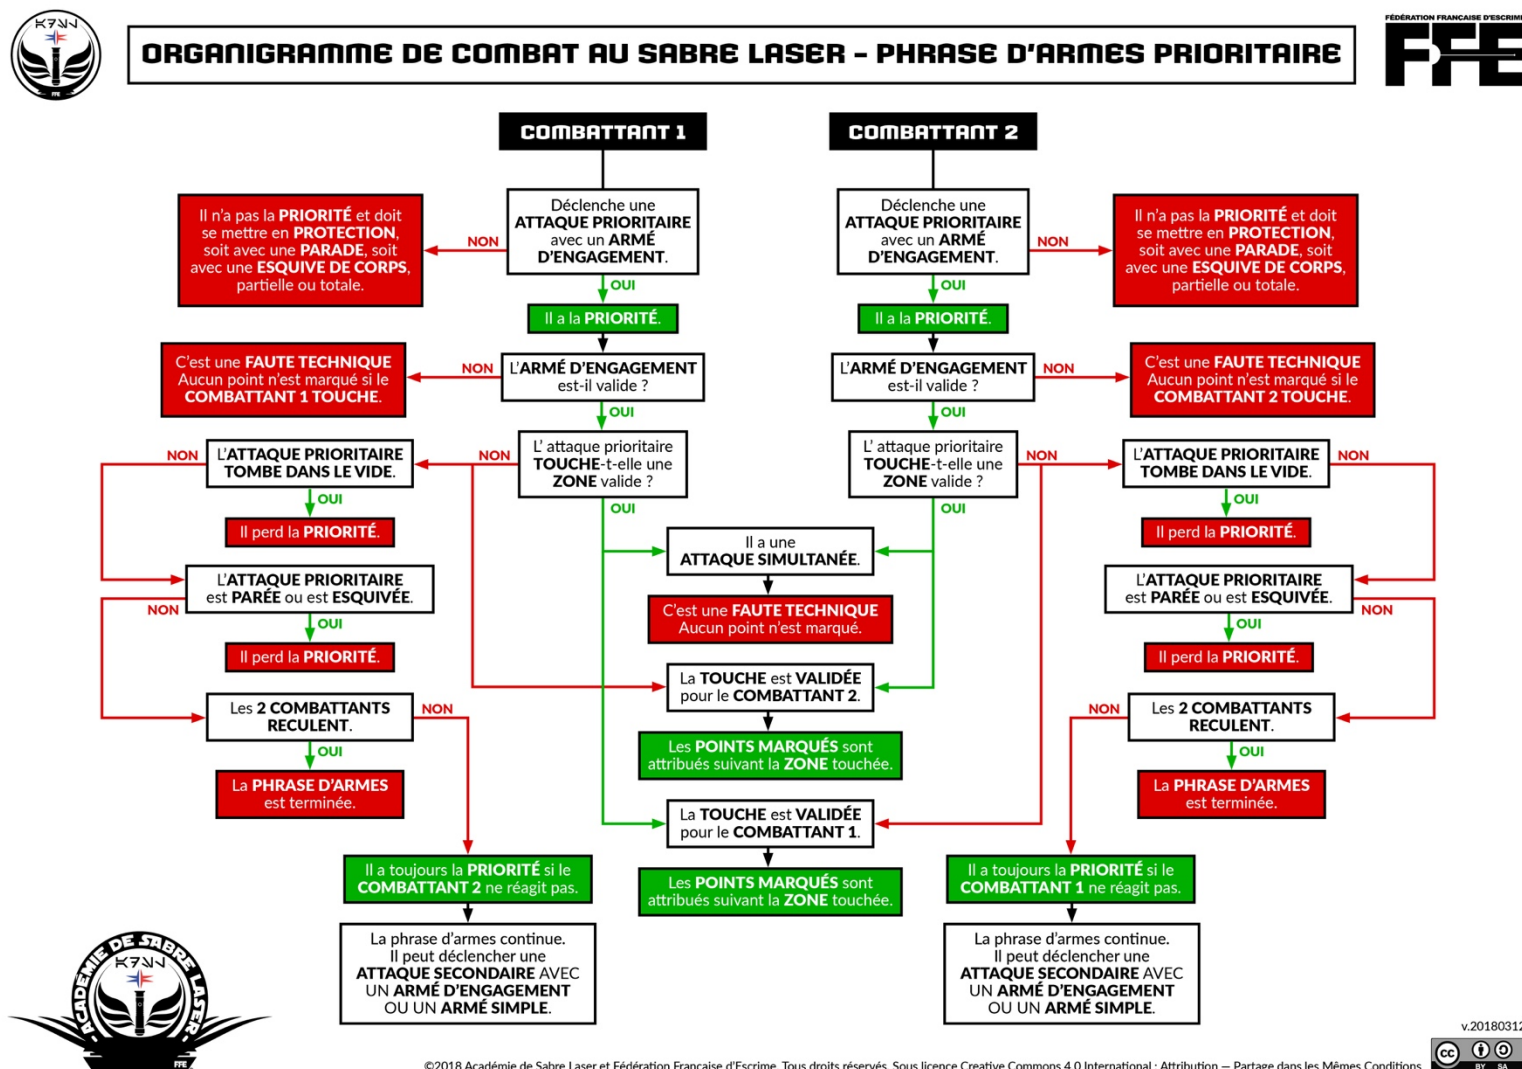 FÉDÉRATION FRANÇAISE D'ESCRIME
FFE
FFE
ORGANIGRAMME DE COMBAT AU SABRE LASER - PHRASE D'ARMES PRIORITAIRE
COMBATTANT 1
COMBATTANT 2
Déclenche une
ATTAQUE PRIORITAIRE
avec un ARMÉ
D'ENGAGEMENT.
Déclenche une
ATTAQUE PRIORITAIRE
avec un ARMÉ
D'ENGAGEMENT.
NON
Il n'a pas la PRIORITÉ et doit
se mettre en PROTECTION,
soit avec une PARADE, soit
avec une ESQUIVE DE CORPS,
partielle ou totale.
NON
Il n'a pas la PRIORITÉ et doit
se mettre en PROTECTION,
soit avec une PARADE, soit
avec une ESQUIVE DE CORPS,
partielle ou totale.
OUI
OUI
Il a la PRIORITÉ.
Il a la PRIORITÉ.
C'est une FAUTE TECHNIQUE
Aucun point n'est marqué si le
COMBATTANT 1 TOUCHE.
NON
L'ARMÉ D'ENGAGEMENT
est-il valide ?
L'ARMÉ D'ENGAGEMENT
est-il valide ?
NON
C'est une FAUTE TECHNIQUE
Aucun point n'est marqué si le
COMBATTANT 2 TOUCHE.
OUI
OUI
NON
L'ATTAQUE PRIORITAIRE
TOMBE DANS LE VIDE.
NON
L' attaque prioritaire
TOUCHE-t-elle une
ZONE valide ?
L' attaque prioritaire
TOUCHE-t-elle une
ZONE valide ?
NON
L'ATTAQUE PRIORITAIRE
TOMBE DANS LE VIDE.
NON
OUI
OUI
OUI
OUI
Il perd la PRIORITÉ.
Il a une
ATTAQUE SIMULTANÉE.
Il perd la PRIORITÉ.
L'ATTAQUE PRIORITAIRE
est PARÉE ou est ESQUIVÉE.
NON
C'est une FAUTE TECHNIQUE
Aucun point n'est marqué.
L'ATTAQUE PRIORITAIRE
est PARÉE ou est ESQUIVÉE.
NON
OUI
OUI
Il perd la PRIORITÉ.
Il perd la PRIORITÉ.
La TOUCHE est VALIDÉE
pour le COMBATTANT 2.
Les 2 COMBATTANTS
RECULENT.
NON
NON
Les 2 COMBATTANTS
RECULENT.
OUI
Les POINTS MARQUÉS sont
attribués suivant la ZONE touchée.
OUI
La PHRASE D'ARMES
est terminée.
La PHRASE D'ARMES
est terminée.
La TOUCHE est VALIDÉE
pour le COMBATTANT 1.
Il a toujours la PRIORITÉ si le
COMBATTANT 2 ne réagit pas.
Les POINTS MARQUÉS sont
attribués suivant la ZONE touchée.
Il a toujours la PRIORITÉ si le
COMBATTANT 1 ne réagit pas.
La phrase d'armes continue.
Il peut déclencher une
ATTAQUE SECONDAIRE AVEC
UN ARMÉ D'ENGAGEMENT
OU UN ARMÉ SIMPLE.
La phrase d'armes continue.
Il peut déclencher une
ATTAQUE SECONDAIRE AVEC
UN ARMÉ D'ENGAGEMENT
OU UN ARMÉ SIMPLE.
ACADÉMIE DE SABRE LASER
FFE
v.20180312
©2018 Académie de Sabre Laser et Fédération Française d'Escrime. Tous droits réservés. Sous licence Creative Commons 4.0 International : Attribution — Partage dans les Mêmes Conditions.
cc
BY SA